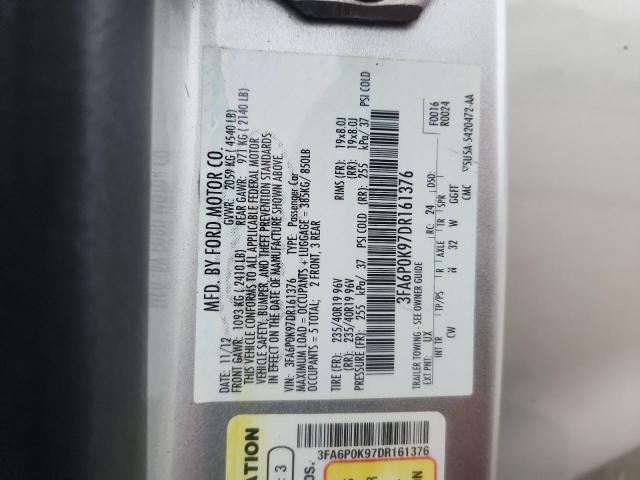 MFD. BY FORD MOTOR CO.
DATE: 11/12 GVWR: 2059 KG ( 4540 LB)
FRONT GAWR: 1093 KG ( 2410 LB) REAR GAWR: 971 KG ( 2140 LB)
THIS VEHICLE CONFORMS TO ALL APPLICABLE FEDERAL MOTOR
VEHICLE SAFETY, BUMPER, AND THEFT PREVENTION STANDARDS
IN EFFECT ON THE DATE OF MANUFACTURE SHOWN ABOVE.
VIN: 3FA6P0K97DR161376 TYPE: Passenger Car
MAXIMUM LOAD = OCCUPANTS + LUGGAGE = 385KG/ 850LB
OCCUPANTS = 5 TOTAL: 2 FRONT, 3 REAR
TIRE (FR): 235/40R19 96V RIMS (FR): 19x8.0J
(RR): 235/40R19 96V (RR): 19x8.0J
PRESSURE(FR): 255 kPa/ 37 PSI COLD (RR): 255 kPa/ 37 PSI COLD
3FA6P0K97DR161376
TRAILER TOWING - SEE OWNER GUIDE F0016
EXT PNT: UX RC: 24 DSO: R0024
INT TR TP/PS R AXLE TR SPR
CW N 32 W GGFF
CMC
▽5U5A-5420472-AA
3FA6P0K97DR161376
3